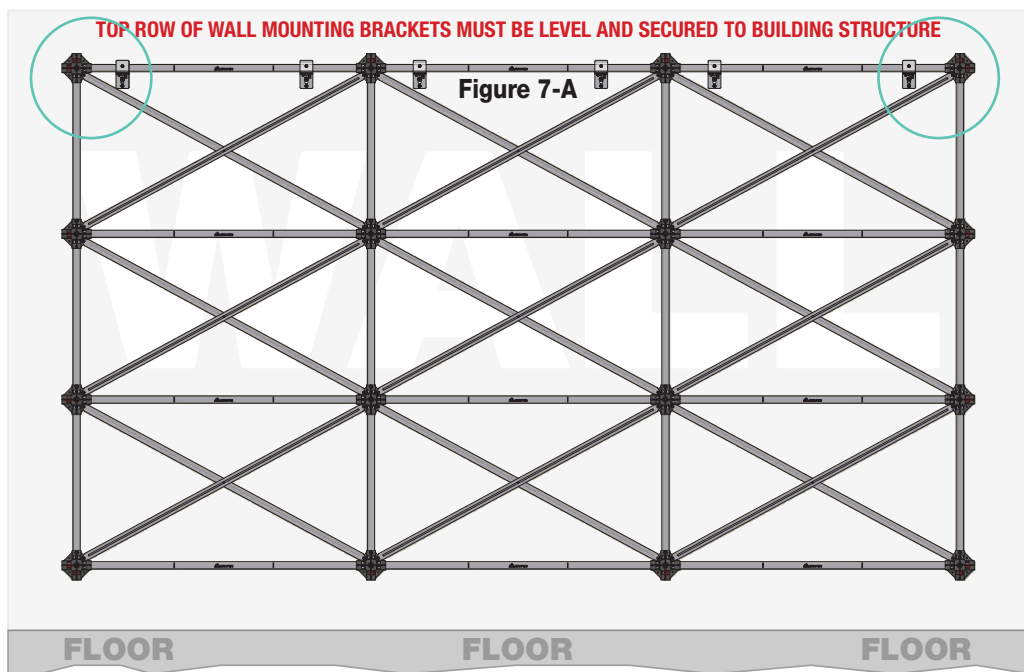 TOP ROW OF WALL MOUNTING BRACKETS MUST BE LEVEL AND SECURED TO BUILDING STRUCTURE
Figure 7-A
WALL
FLOOR FLOOR FLOOR